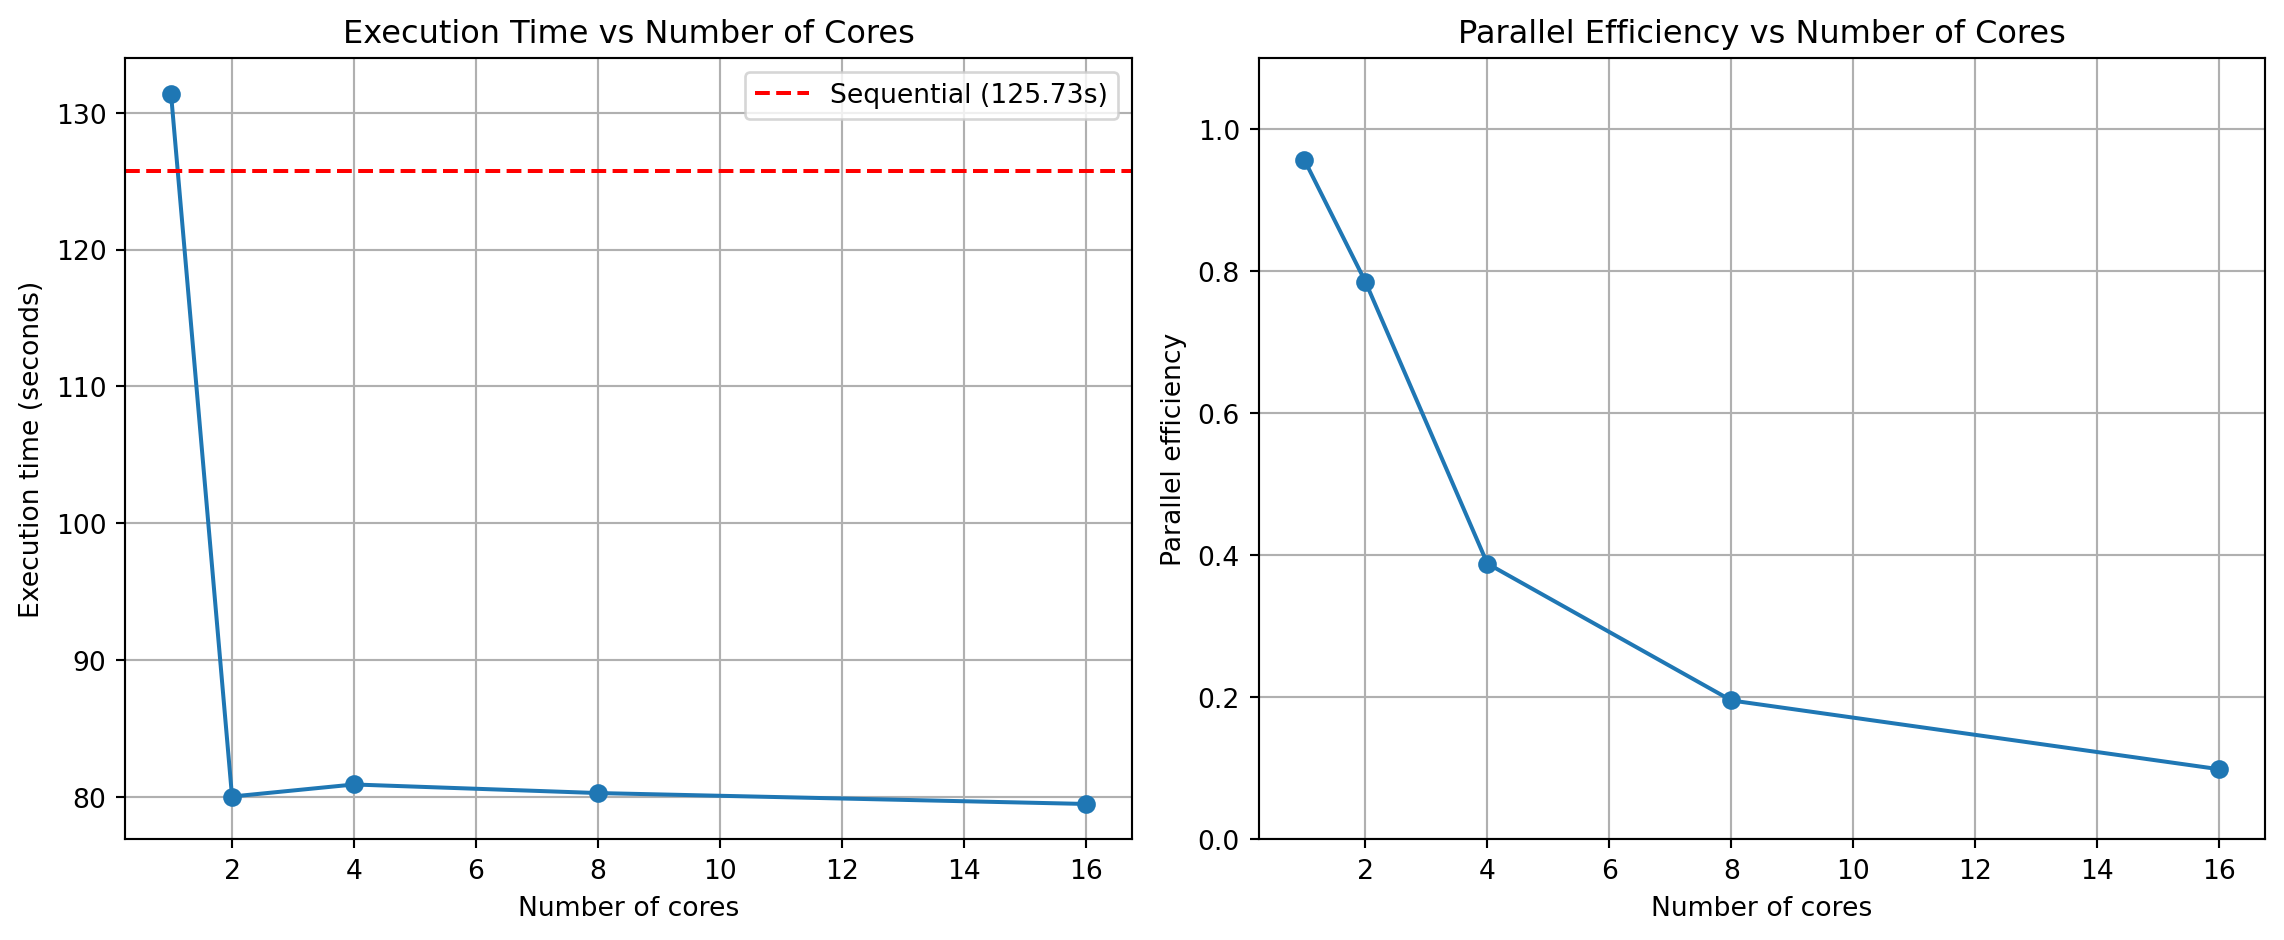 Execution Time vs Number of Cores
Sequential (125.73s)
130
120
110
100
90
80
Execution time (seconds)
2 4 6 8 10 12 14 16
Number of cores
Parallel Efficiency vs Number of Cores
1.0
0.8
0.6
0.4
0.2
0.0
Parallel efficiency
2 4 6 8 10 12 14 16
Number of cores